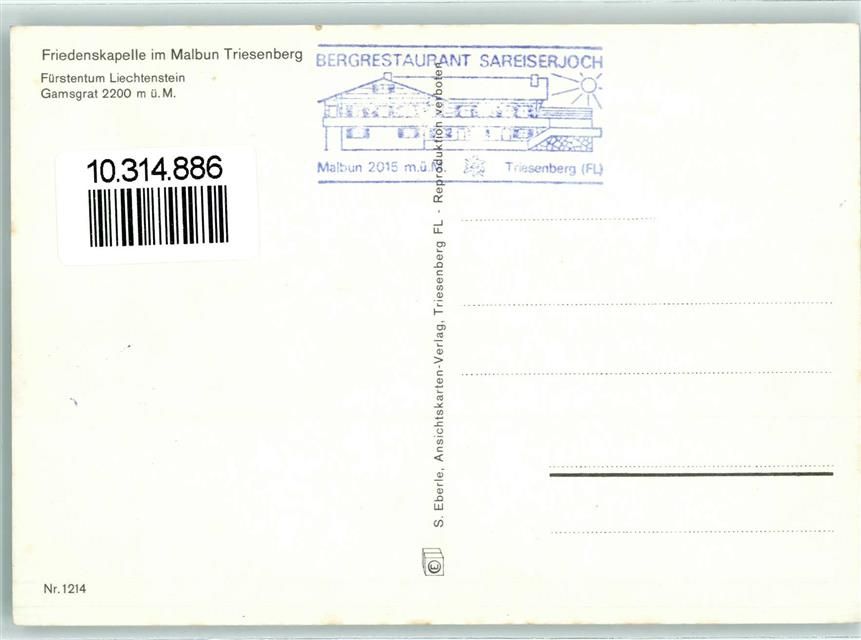 Friedenskapelle im Malbun Triesenberg
Fürstentum Liechtenstein
Gamsgrat 2200 m ü. M.
BERGRESTAURANT SAREISERJOCH
Malbun 2015 m.ü.M. Triesenberg (FL)
10.314.886
S. Eberle, Ansichtskarten-Verlag, Triesenberg FL - Reproduktion verboten
Nr. 1214